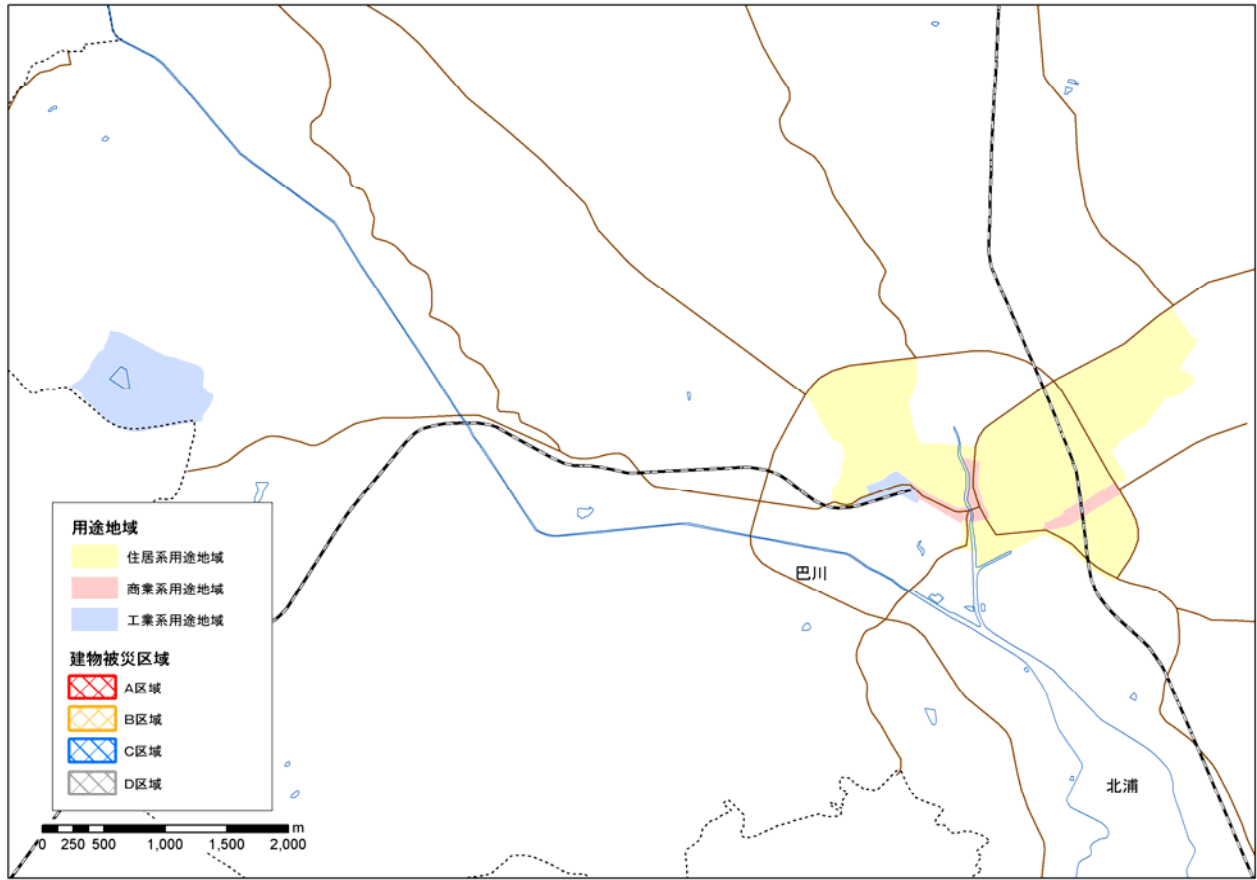 巴川
北浦
用途地域
住居系用途地域
商業系用途地域
工業系用途地域
建物被災区域
A区域
B区域
C区域
D区域
m
0 250 500 1,000 1,500 2,000